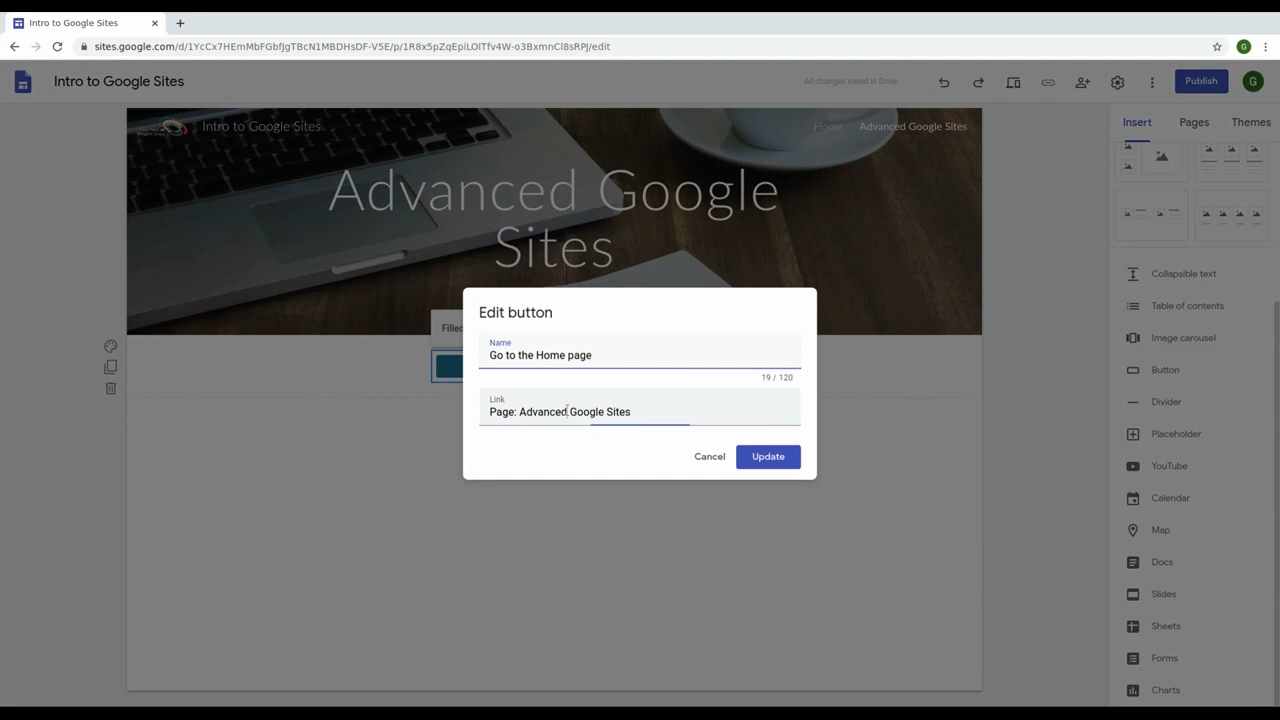 Intro to Google Sites
sites.google.com/d/1YcCx7HEmMbFGbfJgTBcN1MBDHsDF-V5E/p/1R8x5pZqEpiLOlTfv4W-o3BxmnCl8sRPJ/edit
G
Intro to Google Sites
All changes saved in Drive
Publish
G
Intro to Google Sites
Home
Advanced Google Sites
Insert
Pages
Themes
Advanced Google
Sites
Collapsible text
Table of contents
Image carousel
Button
Divider
Placeholder
YouTube
Calendar
Map
Docs
Slides
Sheets
Forms
Charts
Filled
Edit button
Name
Go to the Home page
19 / 120
Link
Page: Advanced Google Sites
Cancel
Update